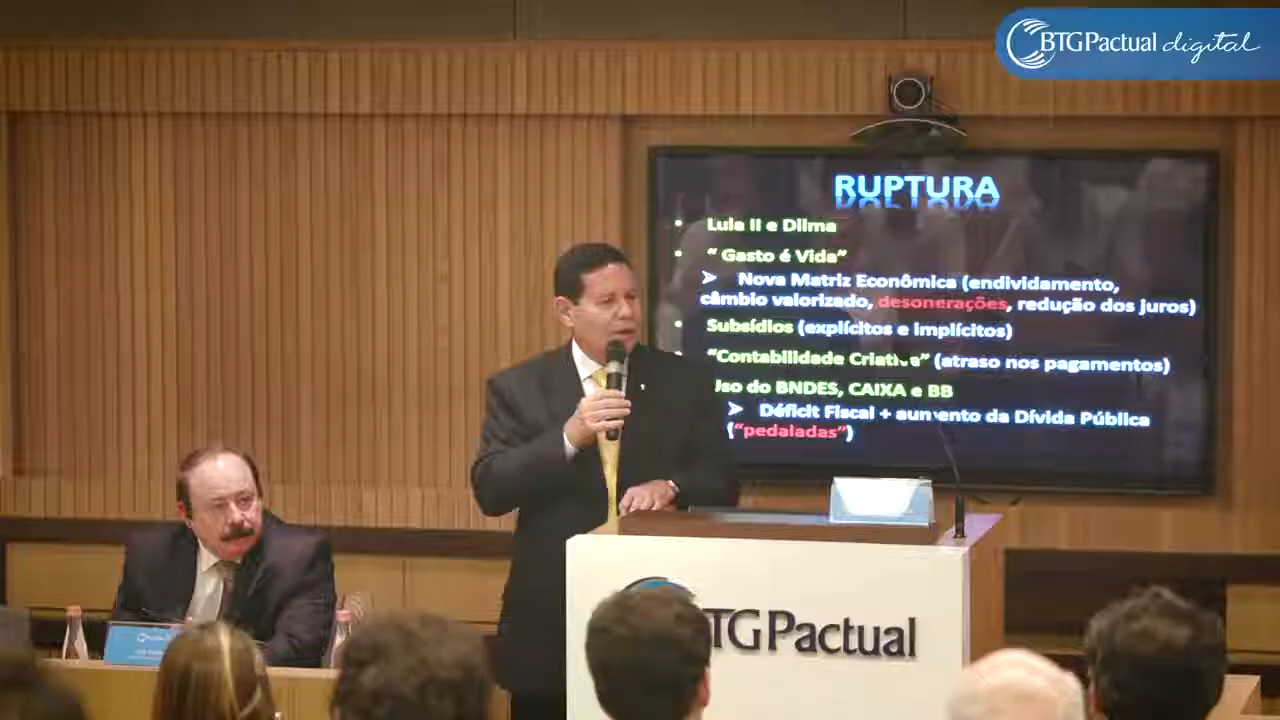 BTGPactual digital
RUPTURA
• Lula II e Dilma
• “ Gasto é Vida”
➤ Nova Matriz Econômica (endividamento,
câmbio valorizado, desonerações, redução dos juros)
• Subsídios (explícitos e implícitos)
• “Contabilidade Criativa” (atraso nos pagamentos)
Uso do BNDES, CAIXA e BB
➤ Déficit Fiscal + aumento da Dívida Pública
(“pedaladas”)
BTGPactual